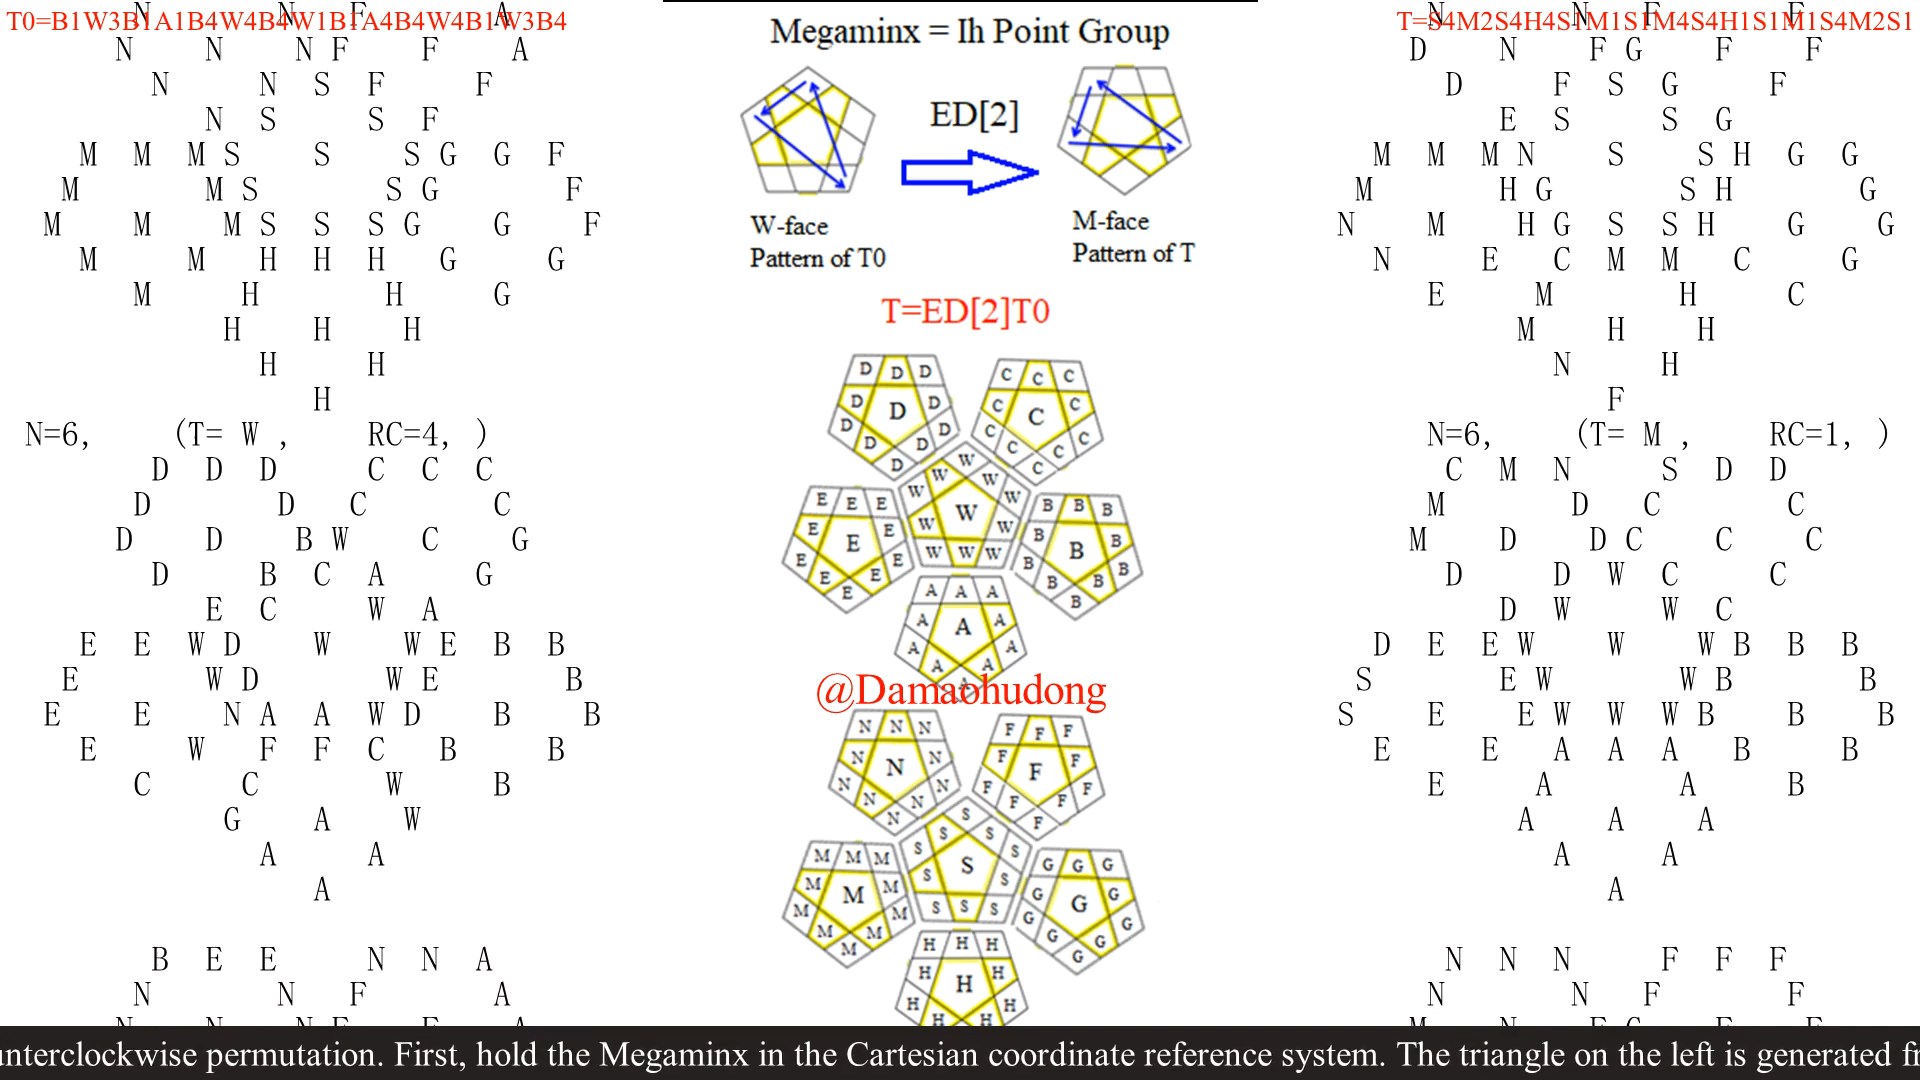 T0=B1W3B1A1B4W4B4W1B1A4B4W4B1W3B4
N N F A
N N N F F A
N N S F F
N S S F
M M M S S S G G F
M M S S G F
M M M S S S G G F
M M H H H G G
M H H G
H H H
H H
H
N=6, (T= W , RC=4, )
D D D C C C
D D C C
D D B W C G
D B C A G
E C W A
E E W D W W E B B
E W D W E B
E E N A A W D B B
E W F F C B B
C C W B
G A W
A A
A
B E E N N A
N N F A
Megaminx = Ih Point Group
ED[2]
W-face
Pattern of T0
M-face
Pattern of T
T=ED[2]T0
D D D
D D D
D D D D
D
C C C
C C C
C C C C
C
W
W W
W W
W W W
W W W
E E E
E E E
E E E E
E
B B B
B B B
B B B B
B
A A A
A A A
A A A A
A
@Damaohudong
N N N
N N N
N N N N
N
F F F
F F F
F F F F
F
S
S S
S S
S S S
S S S
M M M
M M M
M M M M
M
G G G
G G G
G G G G
G
H H H
H H H
H H
H H
T=S4M2S4H4S1M1S1M4S4H1S1M1S4M2S1
N N F F
D N F G F F
D F S G F
E S S G
M M M N S S H G G
M H G S H G
N M H G S S H G G
N E C M M C G
E M H C
M H H
N H
F
N=6, (T= M , RC=1, )
C M N S D D
M D C C
M D D C C C
D D W C C
D W W C
D E E W W W B B B
S E W W B B
S E E W W W B B B
E E A A A B B
E A A B
A A A
A A
A
N N N F F F
N N F F
unterclockwise permutation. First, hold the Megaminx in the Cartesian coordinate reference system. The triangle on the left is generated fr